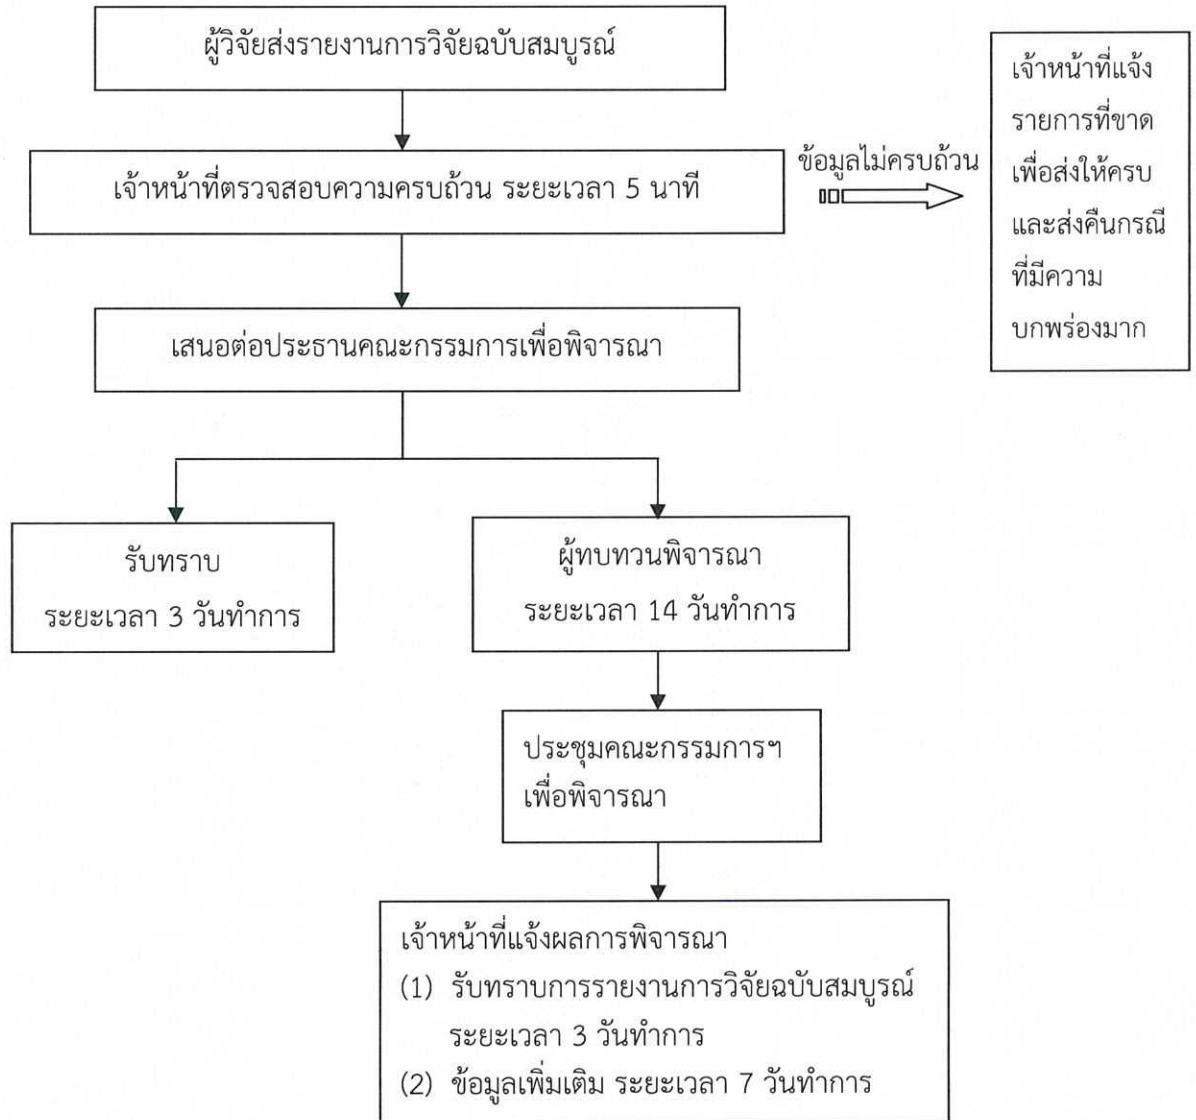 ผู้วิจัยส่งรายงานการวิจัยฉบับสมบูรณ์
เจ้าหน้าที่ตรวจสอบความครบถ้วน ระยะเวลา 5 นาที
ข้อมูลไม่ครบถ้วน
เจ้าหน้าที่แจ้ง
รายการที่ขาด
เพื่อส่งให้ครบ
และส่งคืนกรณี
ที่มีความ
บกพร่องมาก
เสนอต่อประธานคณะกรรมการเพื่อพิจารณา
รับทราบ
ระยะเวลา 3 วันทำการ
ผู้ทบทวนพิจารณา
ระยะเวลา 14 วันทำการ
ประชุมคณะกรรมการฯ
เพื่อพิจารณา
เจ้าหน้าที่แจ้งผลการพิจารณา
(1) รับทราบการรายงานการวิจัยฉบับสมบูรณ์
ระยะเวลา 3 วันทำการ
(2) ข้อมูลเพิ่มเติม ระยะเวลา 7 วันทำการ